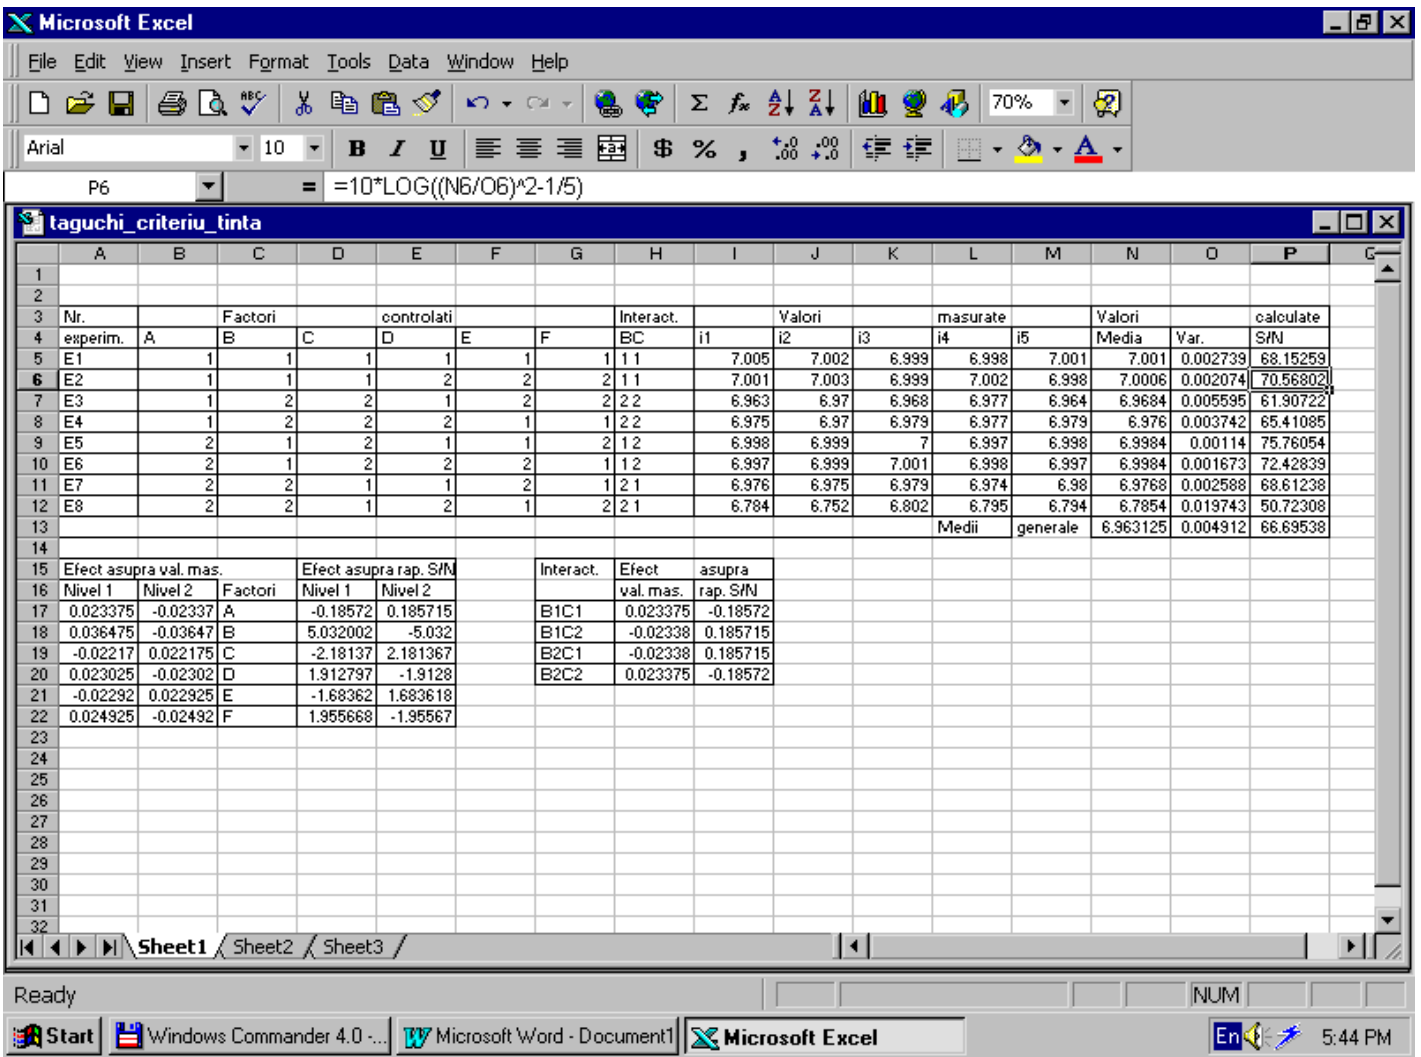 Microsoft Excel
File Edit View Insert Format Tools Data Window Help
ABC Σ fx A Z Z A 70%
Arial 10 B I U a $ % , .0 .00 .00 .0 A
P6 = =10*LOG((N6/O6)^2-1/5)
taguchi_criteriu_tinta
A B C D E F G H I J K L M N O P
1
2
3 Nr. Factori controlati Interact. Valori masurate Valori calculate
4 experim. A B C D E F BC i1 i2 i3 i4 i5 Media Var. S/N
5 E1 1 1 1 1 1 1 1 1 7.005 7.002 6.999 6.998 7.001 7.001 0.002739 68.15259
6 E2 1 1 1 2 2 2 1 1 7.001 7.003 6.999 7.002 6.998 7.0006 0.002074 70.56802
7 E3 1 2 2 1 2 2 2 2 6.963 6.97 6.968 6.977 6.964 6.9684 0.005595 61.90722
8 E4 1 2 2 2 1 1 2 2 6.975 6.97 6.979 6.977 6.979 6.976 0.003742 65.41085
9 E5 2 1 2 1 1 2 1 2 6.998 6.999 7 6.997 6.998 6.9984 0.00114 75.76054
10 E6 2 1 2 2 2 1 1 2 6.997 6.999 7.001 6.998 6.997 6.9984 0.001673 72.42839
11 E7 2 2 1 1 2 1 2 1 6.976 6.975 6.979 6.974 6.98 6.9768 0.002588 68.61238
12 E8 2 2 1 2 1 2 2 1 6.784 6.752 6.802 6.795 6.794 6.7854 0.019743 50.72308
13 Medii generale 6.963125 0.004912 66.69538
14
15 Efect asupra val. mas. Efect asupra rap. S/N Interact. Efect asupra
16 Nivel 1 Nivel 2 Factori Nivel 1 Nivel 2 val. mas. rap. S/N
17 0.023375 -0.02337 A -0.18572 0.185715 B1C1 0.023375 -0.18572
18 0.036475 -0.03647 B 5.032002 -5.032 B1C2 -0.02338 0.185715
19 -0.02217 0.022175 C -2.18137 2.181367 B2C1 -0.02338 0.185715
20 0.023025 -0.02302 D 1.912797 -1.9128 B2C2 0.023375 -0.18572
21 -0.02292 0.022925 E -1.68362 1.683618
22 0.024925 -0.02492 F 1.955668 -1.95567
23
24
25
26
27
28
29
30
31
32
Sheet1 Sheet2 Sheet3
Ready NUM
Start Windows Commander 4.0 -... Microsoft Word - Document1 Microsoft Excel En 5:44 PM